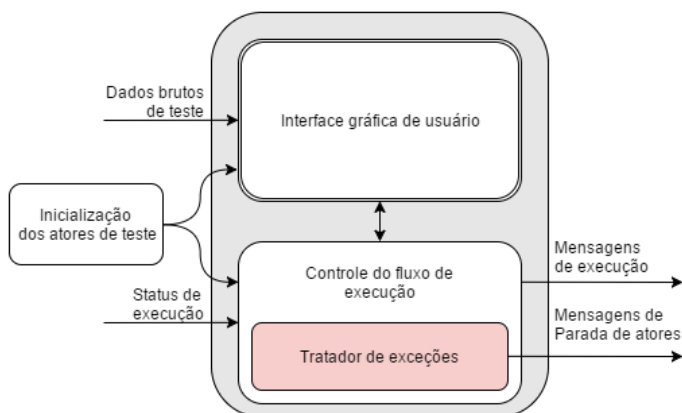 Dados brutos
de teste
Interface gráfica de usuário
Inicialização
dos atores de teste
Controle do fluxo de
execução
Mensagens
de execução
Status de
execução
Tratador de exceções
Mensagens de
Parada de atores